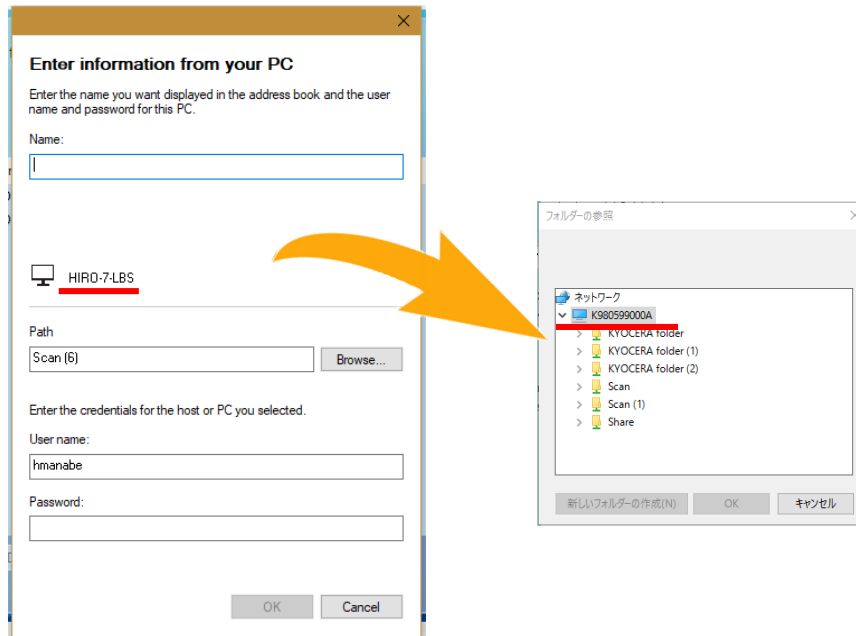 Enter information from your PC
Enter the name you want displayed in the address book and the user
name and password for this PC.
Name:
HIRO-7-LBS
Path
Scan (6)
Browse...
Enter the credentials for the host or PC you selected.
User name:
hmanabe
Password:
OK
Cancel
フォルダーの参照
ネットワーク
K980599000A
KYOCERA folder
KYOCERA folder (1)
KYOCERA folder (2)
Scan
Scan (1)
Share
新しいフォルダーの作成(N)
OK
キャンセル